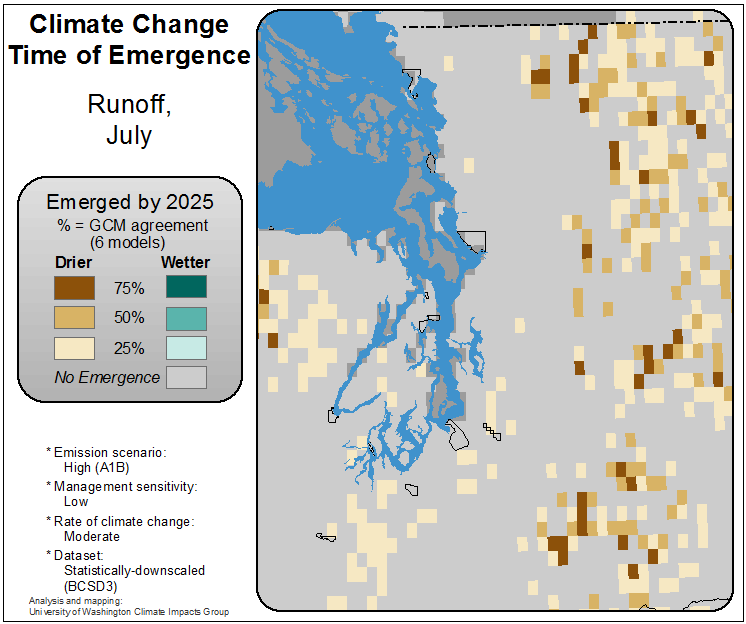 Climate Change
Time of Emergence
Runoff,
July
Emerged by 2025
% = GCM agreement
(6 models)
Drier Wetter
75%
50%
25%
No Emergence
* Emission scenario:
High (A1B)
* Management sensitivity:
Low
* Rate of climate change:
Moderate
* Dataset:
Statistically-downscaled
(BCSD3)
Analysis and mapping:
University of Washington Climate Impacts Group